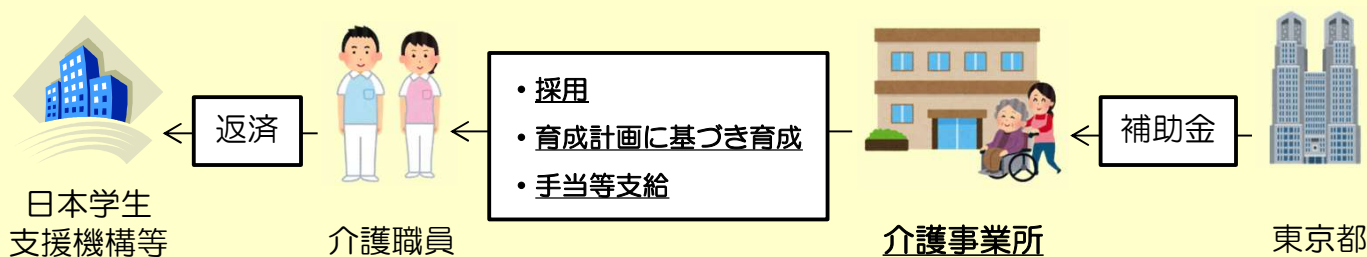 日本学生
支援機構等
返済
介護職員
・採用
・育成計画に基づき育成
・手当等支給
介護事業所
補助金
東京都